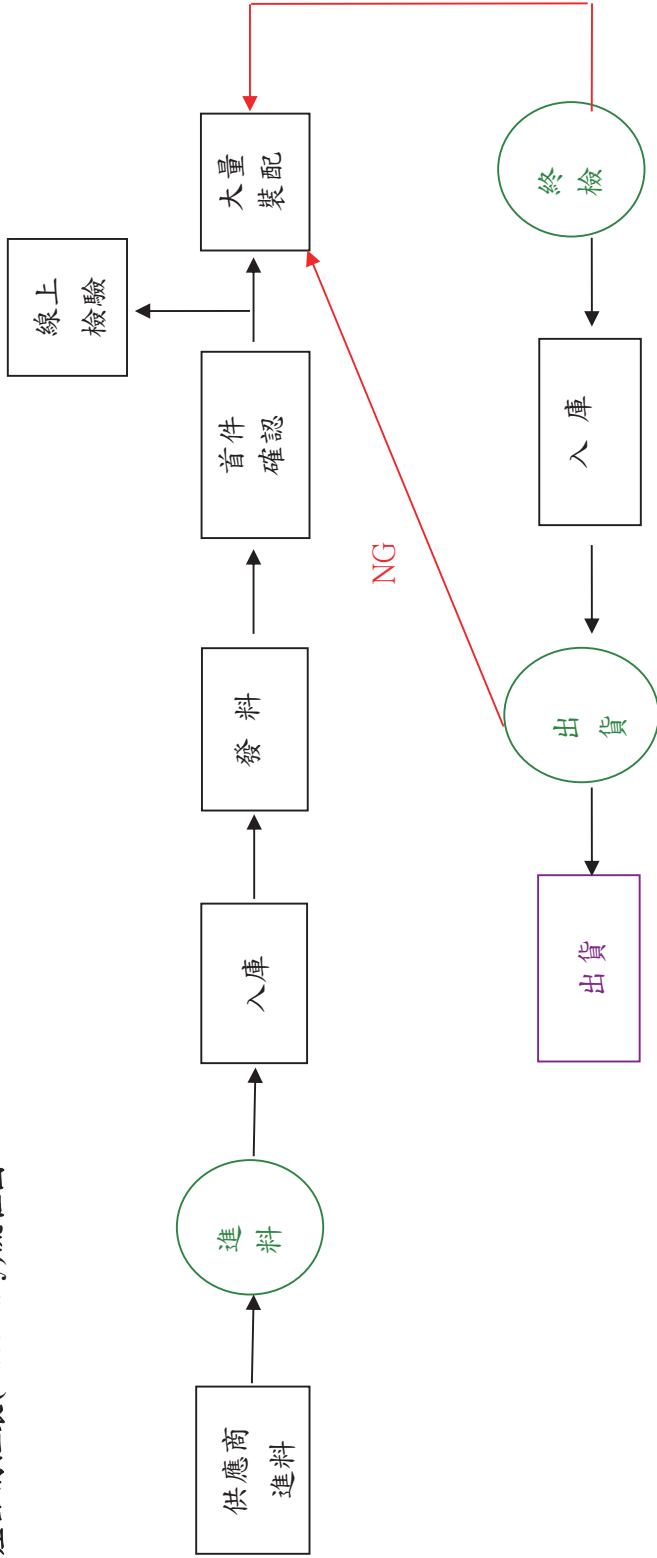 線上
檢驗
供應商
進料
進
料
入庫
發 料
首件
確認
大量
裝配
NG
出貨
出
貨
入 庫
終
檢